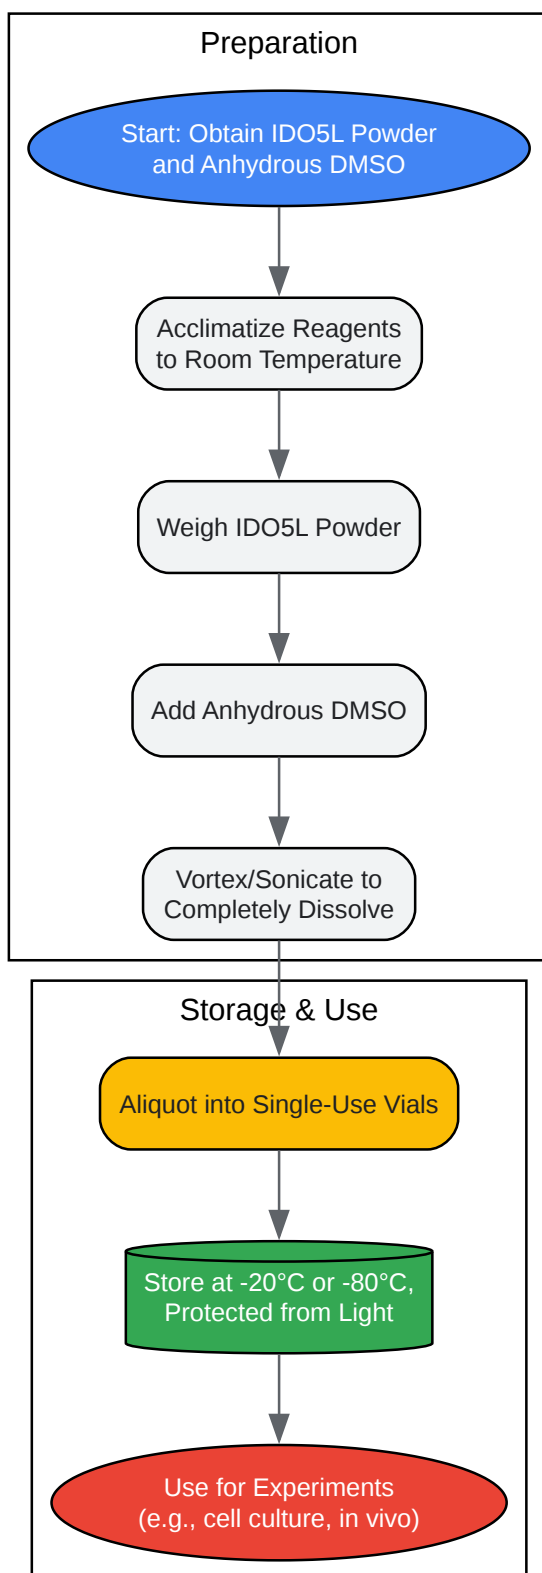 Preparation
Start: Obtain IDO5L Powder
and Anhydrous DMSO
Acclimatize Reagents
to Room Temperature
Weigh IDO5L Powder
Add Anhydrous DMSO
Vortex/Sonicate to
Completely Dissolve
Storage & Use
Aliquot into Single-Use Vials
Store at -20°C or -80°C,
Protected from Light
Use for Experiments
(e.g., cell culture, in vivo)